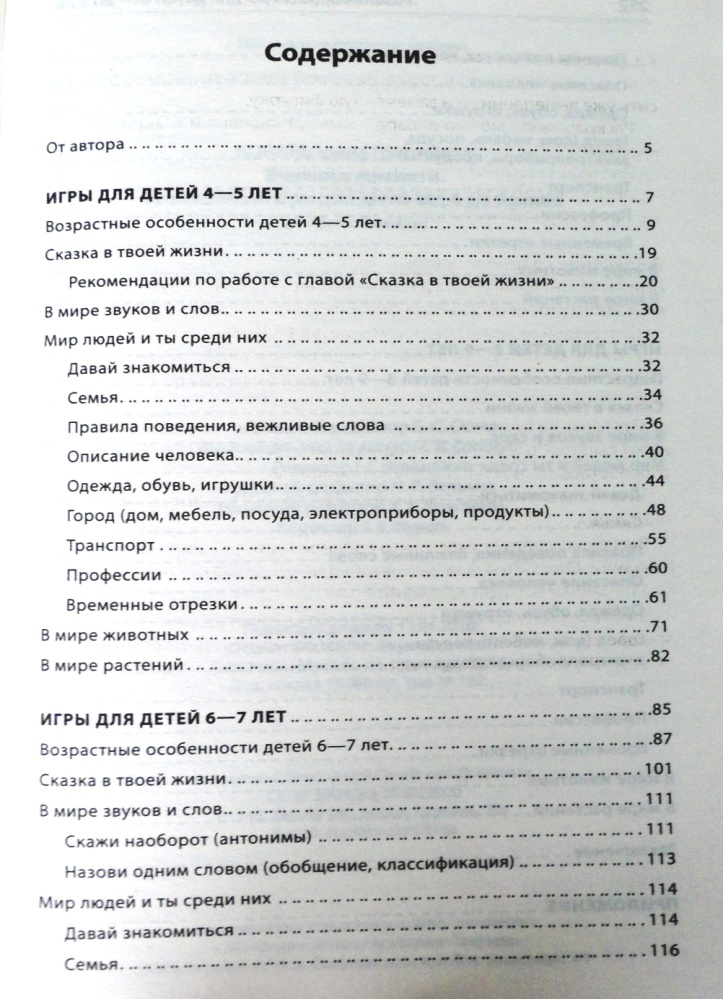 Содержание
От автора .......... 5
ИГРЫ ДЛЯ ДЕТЕЙ 4—5 ЛЕТ .......... 7
Возрастные особенности детей 4—5 лет .......... 9
Сказка в твоей жизни .......... 19
Рекомендации по работе с главой «Сказка в твоей жизни» .......... 20
В мире звуков и слов .......... 30
Мир людей и ты среди них .......... 32
Давай знакомиться .......... 32
Семья .......... 34
Правила поведения, вежливые слова .......... 36
Описание человека .......... 40
Одежда, обувь, игрушки .......... 44
Город (дом, мебель, посуда, электроприборы, продукты) .......... 48
Транспорт .......... 55
Профессии .......... 60
Временные отрезки .......... 61
В мире животных .......... 71
В мире растений .......... 82
ИГРЫ ДЛЯ ДЕТЕЙ 6—7 ЛЕТ .......... 85
Возрастные особенности детей 6—7 лет .......... 87
Сказка в твоей жизни .......... 101
В мире звуков и слов .......... 111
Скажи наоборот (антонимы) .......... 111
Назови одним словом (обобщение, классификация) .......... 113
Мир людей и ты среди них .......... 114
Давай знакомиться .......... 114
Семья .......... 116